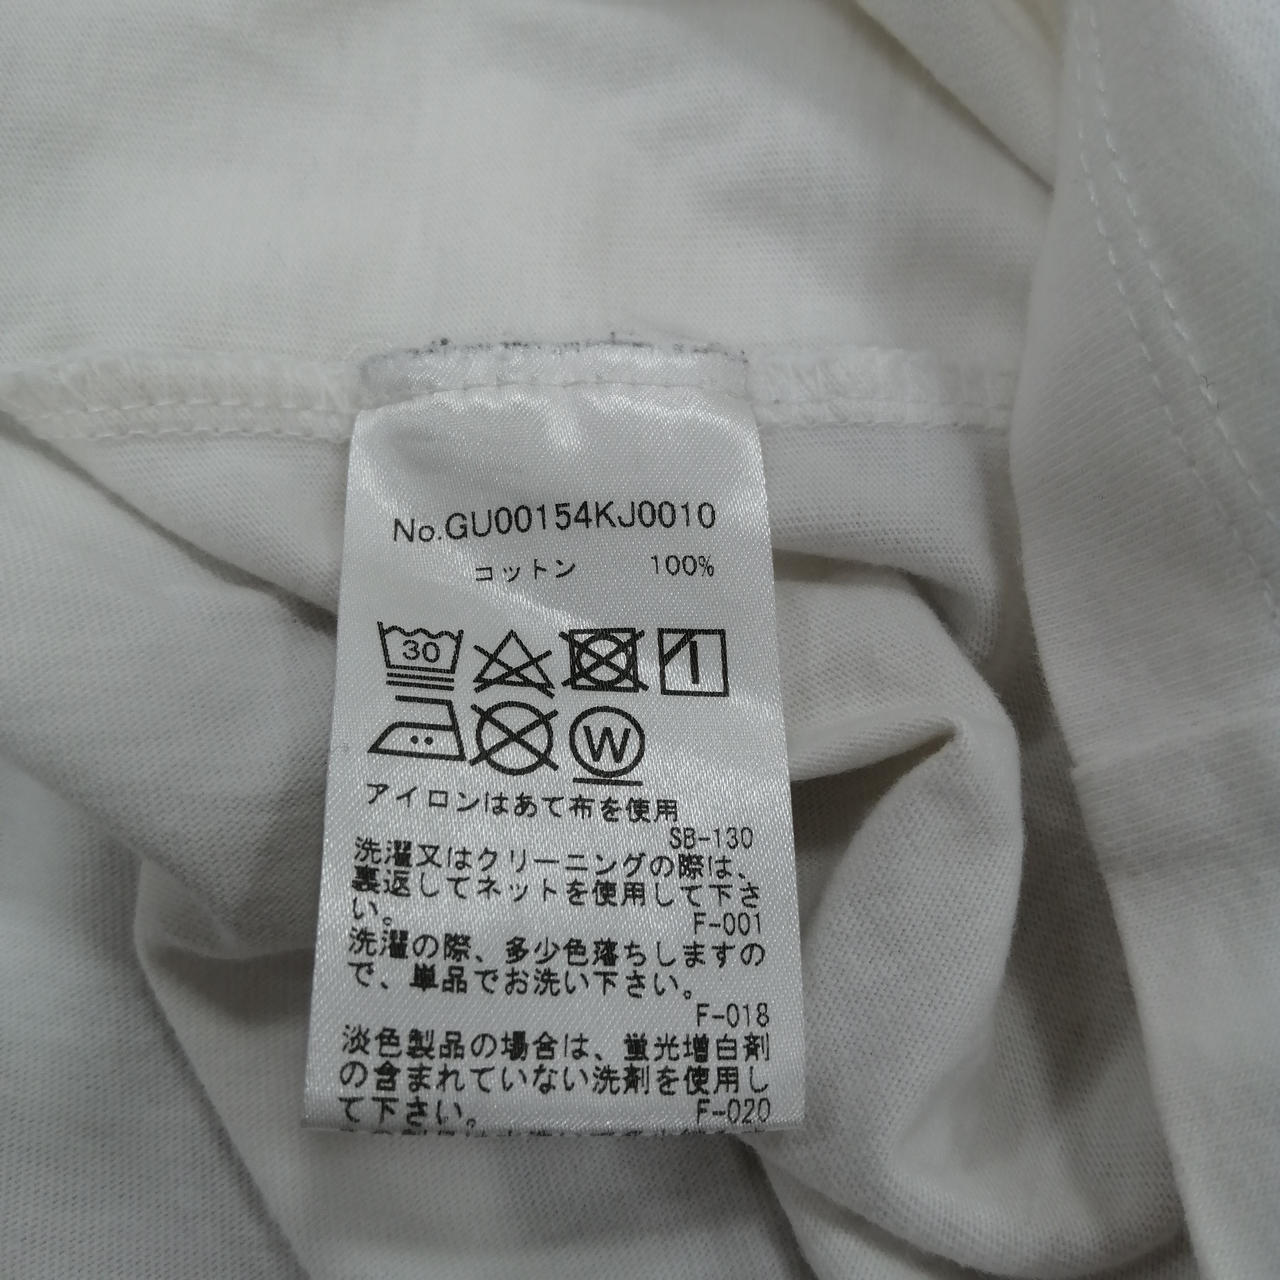 No.GU00154KJ0010
コットン 100%
30
W
アイロンはあて布を使用
SB-130
洗濯又はクリーニングの際は、
裏返してネットを使用して下さ
い。
F-001
洗濯の際、多少色落ちしますの
で、単品でお洗い下さい。
F-018
淡色製品の場合は、蛍光増白剤
の含まれていない洗剤を使用し
て下さい。
F-020